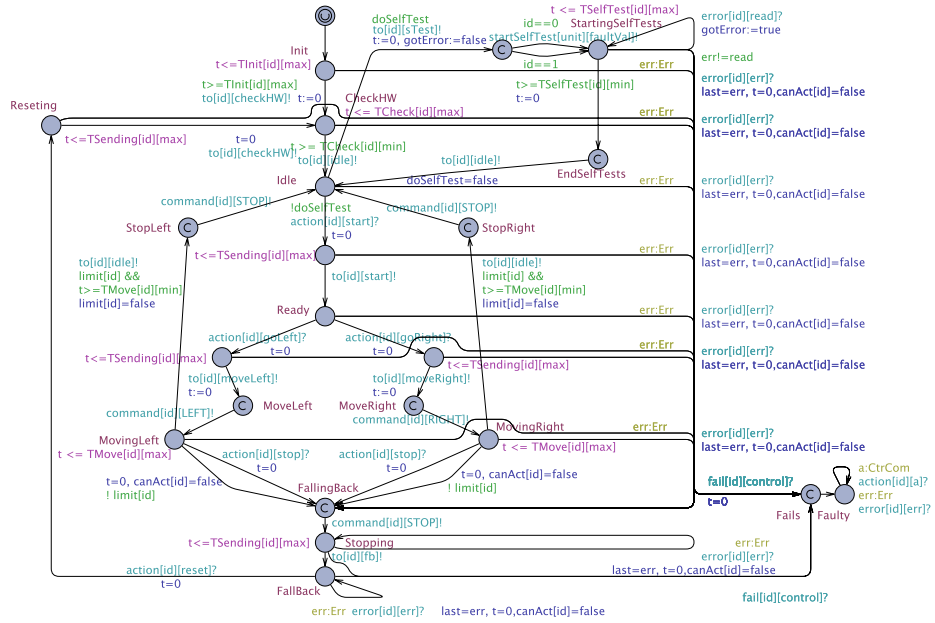 t <= TSelfTest[id][max]
doSelfTest
id==0
StartingSelfTests
error[id][read]?
to[id][sTest]!
startSelfTest[unit][faultVal]!
gotError:=true
t:=0, gotError:=false
C
Init
id==1
err!=read
t<=TInit[id][max]
err:Err
error[id][err]?
t>=TInit[id][max]
t>=TSelfTest[id][min]
last=err, t=0,canAct[id]=false
to[id][checkHW]!
t:=0
CheckHW
t:=0
Reseting
t <= TCheck[id][max]
err:Err
error[id][err]?
last=err, t=0,canAct[id]=false
t<=TSending[id][max]
t=0
t >= TCheck[id][min]
to[id][checkHW]!
to[id][idle]!
to[id][idle]!
C
EndSelfTests
Idle
doSelfTest=false
err:Err
error[id][err]?
last=err, t=0,canAct[id]=false
command[id][STOP]!
!doSelfTest
command[id][STOP]!
action[id][start]?
StopLeft
C
t=0
C
StopRight
t<=TSending[id][max]
err:Err
error[id][err]?
last=err, t=0,canAct[id]=false
to[id][idle]!
to[id][idle]!
limit[id] &&
to[id][start]!
limit[id] &&
t>=TMove[id][min]
t>=TMove[id][min]
limit[id]=false
limit[id]=false
Ready
err:Err
error[id][err]?
last=err, t=0,canAct[id]=false
action[id][goLeft]?
action[id][goRight]?
t=0
t=0
err:Err
error[id][err]?
t<=TSending[id][max]
t<=TSending[id][max]
last=err, t=0,canAct[id]=false
to[id][moveLeft]!
to[id][moveRight]!
t:=0
t:=0
C
MoveLeft
MoveRight
C
command[id][LEFT]!
command[id][RIGHT]!
MovingLeft
MovingRight
err:Err
error[id][err]?
t <= TMove[id][max]
action[id][stop]?
action[id][stop]?
t <= TMove[id][max]
last=err, t=0,canAct[id]=false
t=0
t=0
a:CtrCom
t=0, canAct[id]=false
t=0, canAct[id]=false
fail[id][control]?
action[id][a]?
! limit[id]
FallingBack
! limit[id]
C
err:Err
t=0
C
Fails
Faulty
error[id][err]?
command[id][STOP]!
t<=TSending[id][max]
Stopping
err:Err
to[id][fb]!
error[id][err]?
action[id][reset]?
last=err, t=0,canAct[id]=false
t=0
FallBack
fail[id][control]?
err:Err
error[id][err]?
last=err, t=0,canAct[id]=false